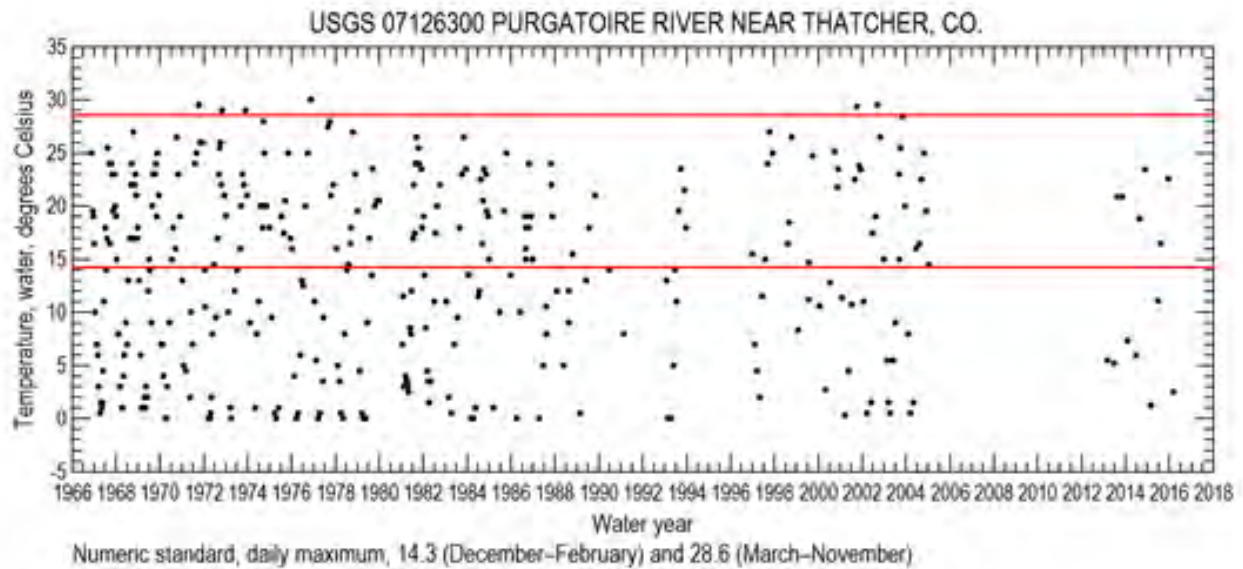 USGS 07126300 PURGATOIRE RIVER NEAR THATCHER, CO.
35
30
25
20
15
10
5
0
-5
Temperature, water, degrees Celsius
1966 1968 1970 1972 1974 1976 1978 1980 1982 1984 1986 1988 1990 1992 1994 1996 1998 2000 2002 2004 2006 2008 2010 2012 2014 2016 2018
Water year
Numeric standard, daily maximum, 14.3 (December–February) and 28.6 (March–November)